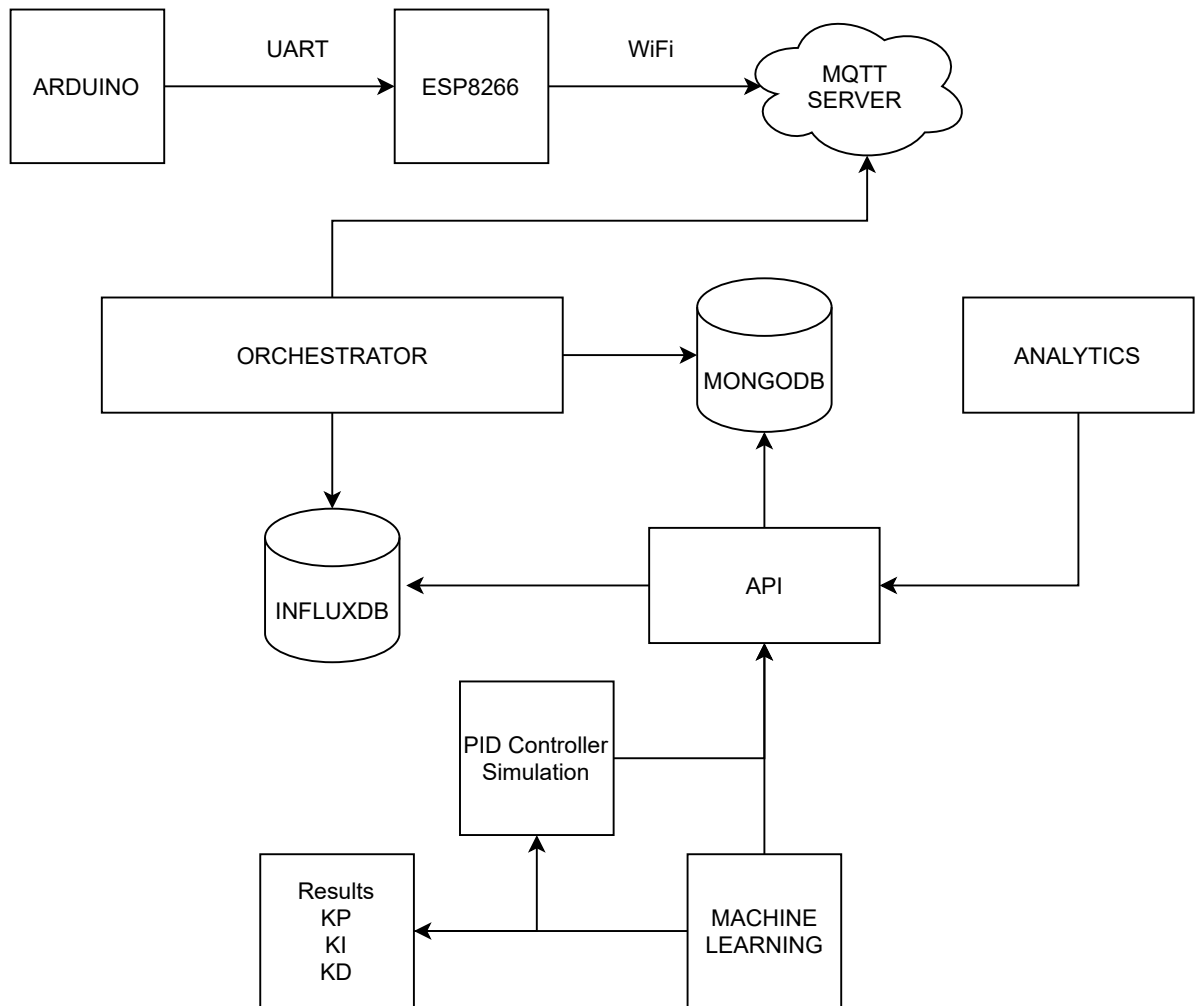 UART
WiFi
ARDUINO
ESP8266
MQTT
SERVER
ORCHESTRATOR
MONGODB
ANALYTICS
INFLUXDB
API
PID Controller
Simulation
Results
KP
KI
KD
MACHINE
LEARNING